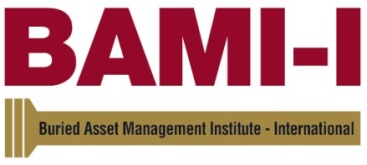 BAMI-I
Buried Asset Management Institute - International